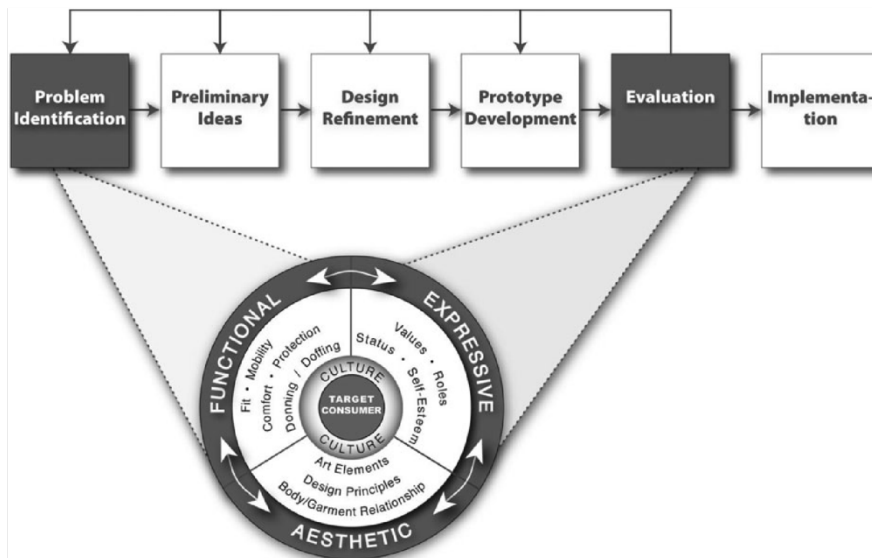 Problem
Identification
Preliminary
Ideas
Design
Refinement
Prototype
Development
Evaluation
Implementa-
tion
FUNCTIONAL
Fit • Mobility
Comfort • Protection
Donning / Doffing
EXPRESSIVE
Values • Roles
Status • Self-Esteem
CULTURE
TARGET
CONSUMER
CULTURE
Art Elements
Design Principles
Body/Garment Relationship
AESTHETIC